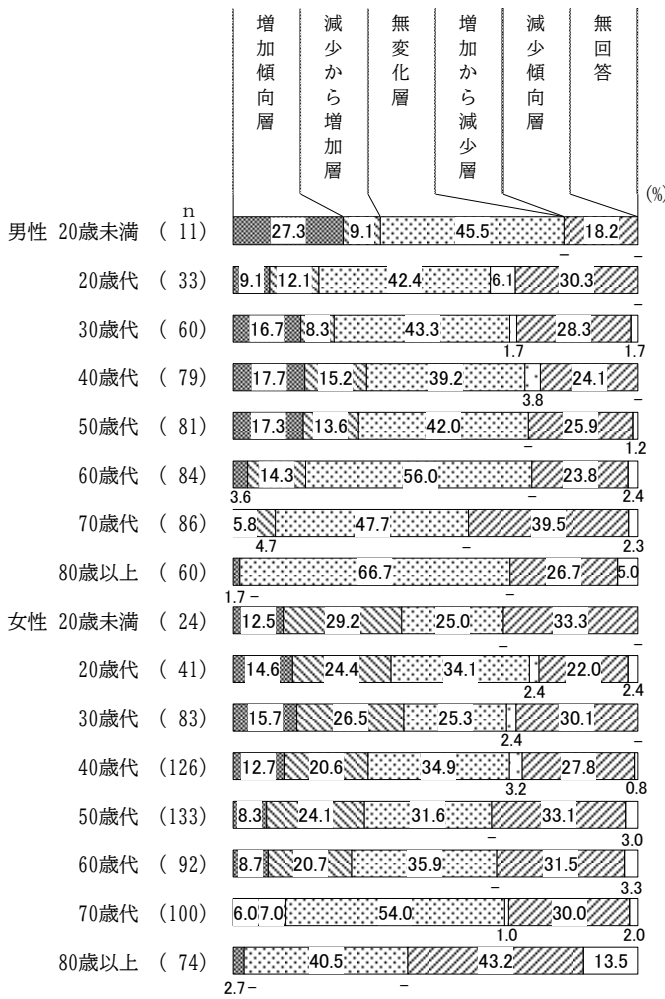 増加傾向層
減少から増加層
無変化層
増加から減少層
減少傾向層
無回答
(%)
n
男性 20歳未満 ( 11) 27.3 9.1 45.5 － 18.2 －
20歳代 ( 33) 9.1 12.1 42.4 6.1 30.3 －
30歳代 ( 60) 16.7 8.3 43.3 1.7 28.3 1.7
40歳代 ( 79) 17.7 15.2 39.2 3.8 24.1 －
50歳代 ( 81) 17.3 13.6 42.0 － 25.9 1.2
60歳代 ( 84) 3.6 14.3 56.0 － 23.8 2.4
70歳代 ( 86) 5.8 4.7 47.7 － 39.5 2.3
80歳以上 ( 60) 1.7 － 66.7 － 26.7 5.0
女性 20歳未満 ( 24) 12.5 29.2 25.0 － 33.3 －
20歳代 ( 41) 14.6 24.4 34.1 2.4 22.0 2.4
30歳代 ( 83) 15.7 26.5 25.3 2.4 30.1 －
40歳代 (126) 12.7 20.6 34.9 3.2 27.8 0.8
50歳代 (133) 8.3 24.1 31.6 － 33.1 3.0
60歳代 ( 92) 8.7 20.7 35.9 － 31.5 3.3
70歳代 (100) 6.0 7.0 54.0 1.0 30.0 2.0
80歳以上 ( 74) 2.7 － 40.5 － 43.2 13.5